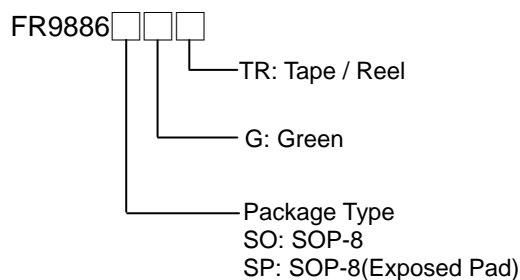 FR9886
TR: Tape / Reel
G: Green
Package Type
SO: SOP-8
SP: SOP-8(Exposed Pad)